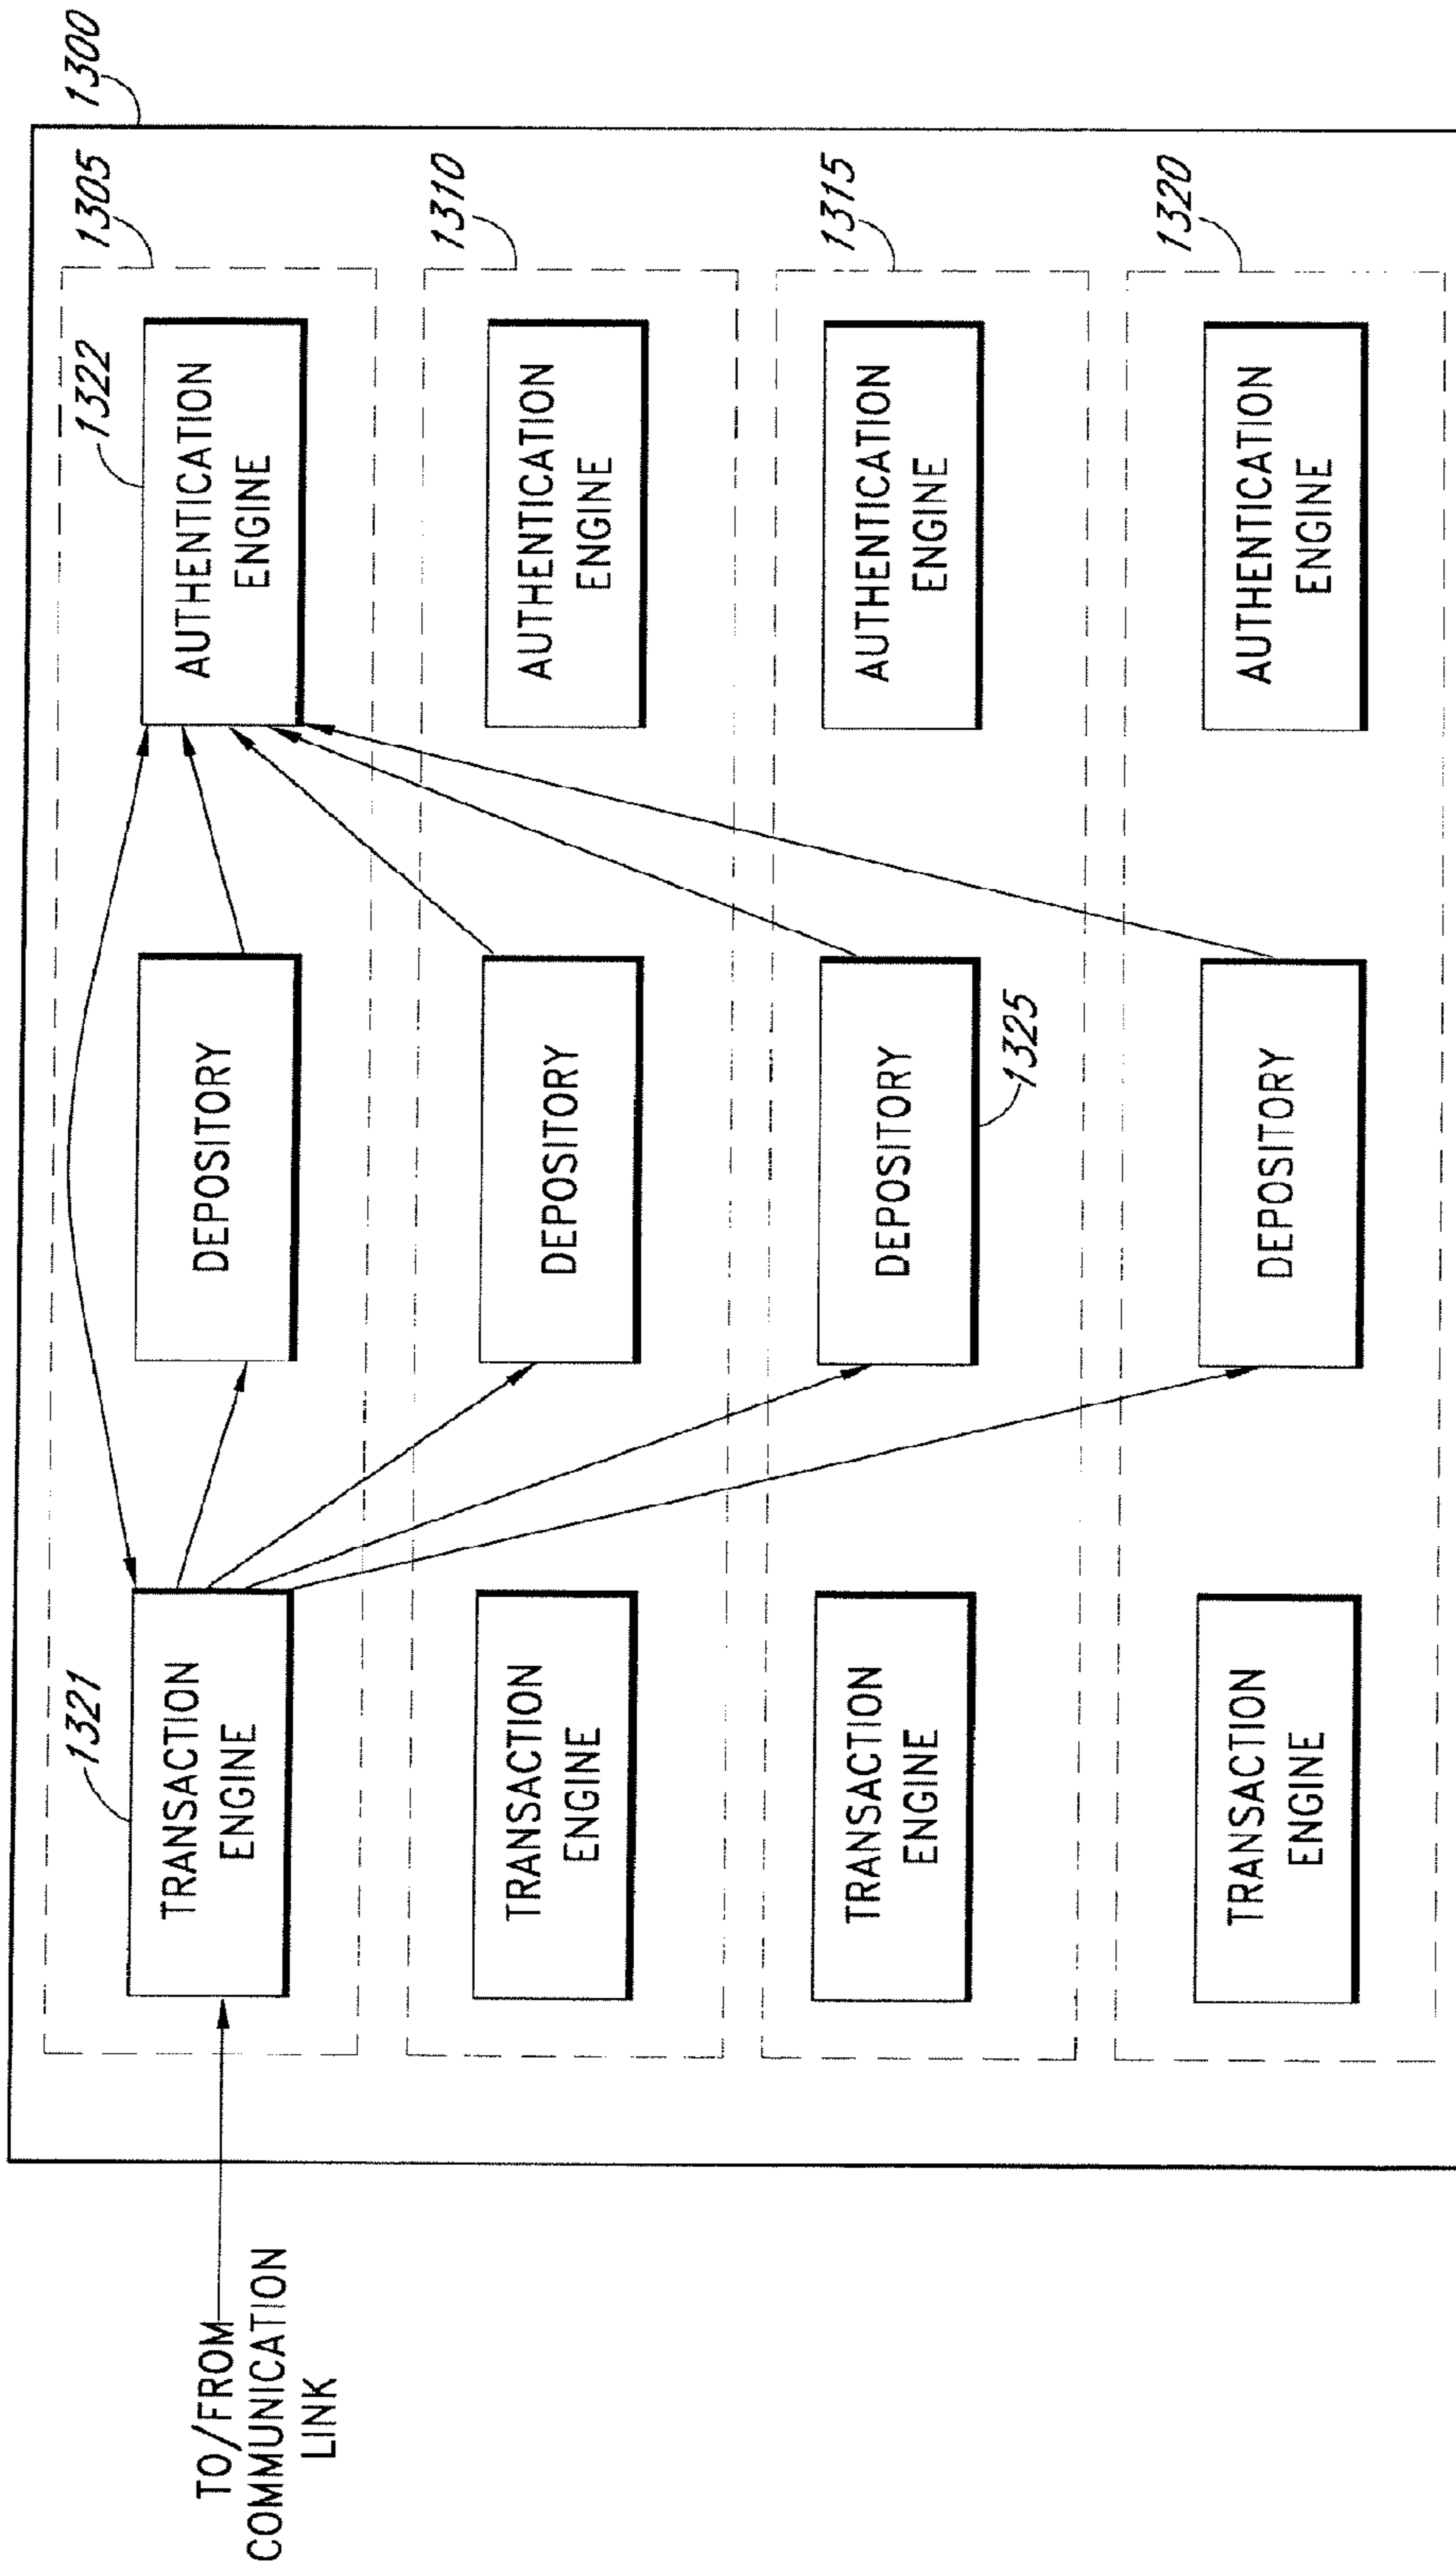 1300
1305
1322
TRANSACTION
ENGINE
1321
DEPOSITORY
AUTHENTICATION
ENGINE
TO/FROM
COMMUNICATION
LINK
1310
TRANSACTION
ENGINE
DEPOSITORY
AUTHENTICATION
ENGINE
1315
TRANSACTION
ENGINE
DEPOSITORY
1325
AUTHENTICATION
ENGINE
1320
TRANSACTION
ENGINE
DEPOSITORY
AUTHENTICATION
ENGINE